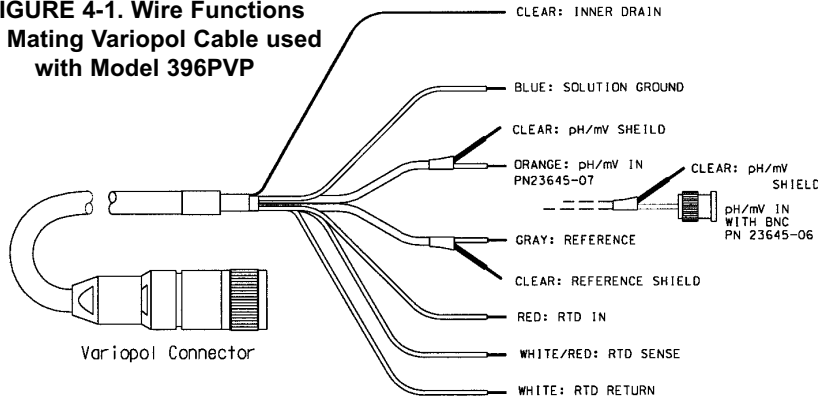 IGURE 4-1. Wire Functions
Mating Variopol Cable used
with Model 396PVP
CLEAR: INNER DRAIN
BLUE: SOLUTION GROUND
CLEAR: pH/mV SHEILD
ORANGE: pH/mV IN
PN23645-07
CLEAR: pH/mV
SHIELD
pH/mV IN
WITH BNC
PN 23645-06
GRAY: REFERENCE
CLEAR: REFERENCE SHIELD
RED: RTD IN
WHITE/RED: RTD SENSE
WHITE: RTD RETURN
Variopol Connector